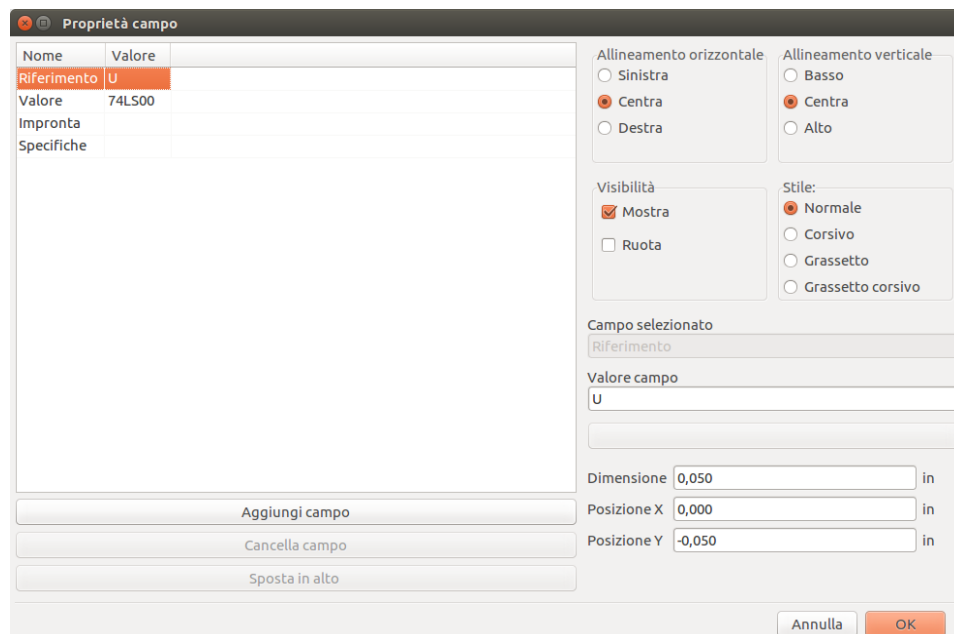 Proprietà campo
Nome Valore
Riferimento U
Valore 74LS00
Impronta
Specifiche
Aggiungi campo
Cancella campo
Sposta in alto
Allineamento orizzontale
Sinistra
Centra
Destra
Allineamento verticale
Basso
Centra
Alto
Visibilità
Mostra
Ruota
Stile:
Normale
Corsivo
Grassetto
Grassetto corsivo
Campo selezionato
Riferimento
Valore campo
U
Dimensione 0,050 in
Posizione X 0,000 in
Posizione Y -0,050 in
Annulla OK